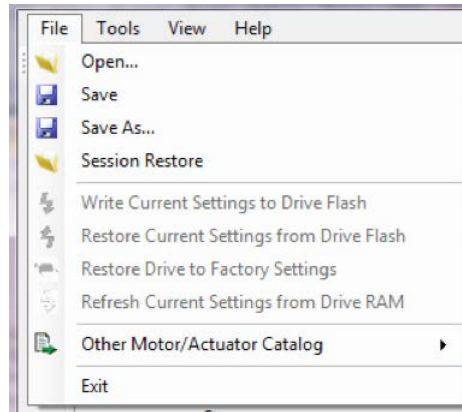 File Tools View Help
Open...
Save
Save As...
Session Restore
Write Current Settings to Drive Flash
Restore Current Settings from Drive Flash
Restore Drive to Factory Settings
Refresh Current Settings from Drive RAM
Other Motor/Actuator Catalog
Exit